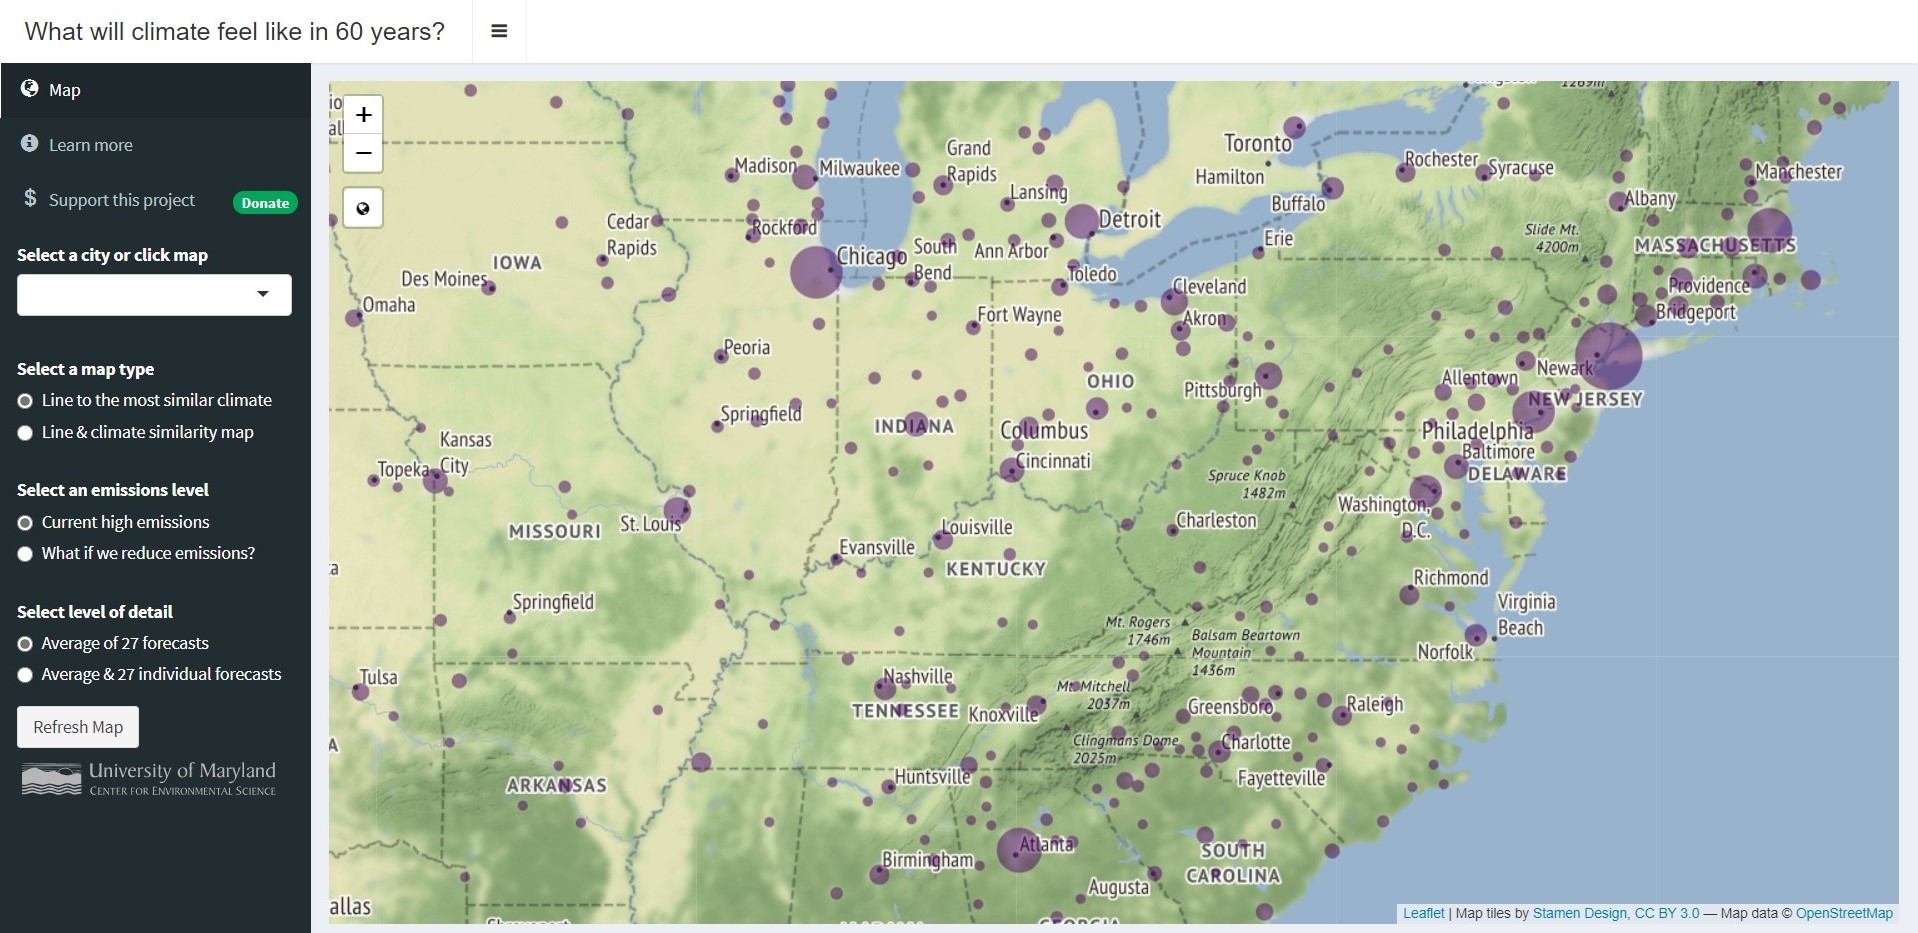 What will climate feel like in 60 years?
Map
Learn more
Support this project
Donate
Select a city or click map
Select a map type
Line to the most similar climate
Line & climate similarity map
Select an emissions level
Current high emissions
What if we reduce emissions?
Select level of detail
Average of 27 forecasts
Average & 27 individual forecasts
Refresh Map
University of Maryland
CENTER FOR ENVIRONMENTAL SCIENCE
+
−
1289m
Toronto
Hamilton
Rochester
Syracuse
Buffalo
Manchester
Albany
Madison
Milwaukee
Grand
Rapids
Lansing
Detroit
Rockford
Cedar
Rapids
IOWA
Des Moines
Omaha
Chicago
South
Bend
Ann Arbor
Toledo
Erie
Slide Mt.
4200m
MASSACHUSETTS
Providence
Bridgeport
Cleveland
Akron
Fort Wayne
Peoria
Springfield
INDIANA
OHIO
Columbus
Cincinnati
Pittsburgh
Allentown
Newark
NEW JERSEY
Philadelphia
Baltimore
DELAWARE
Kansas
City
Topeka
MISSOURI
St. Louis
Spruce Knob
1482m
Washington,
D.C.
Charleston
Louisville
Evansville
KENTUCKY
Richmond
Virginia
Beach
Norfolk
Springfield
Mt. Rogers
1746m
Balsam Beartown
Mountain
1436m
Tulsa
Nashville
TENNESSEE
Knoxville
Mt. Mitchell
2037m
Greensboro
Raleigh
Clingmans Dome
2025m
Charlotte
Fayetteville
Huntsville
ARKANSAS
Birmingham
Atlanta
SOUTH
CAROLINA
Augusta
allas
GEORGIA
Leaflet | Map tiles by Stamen Design, CC BY 3.0 — Map data © OpenStreetMap